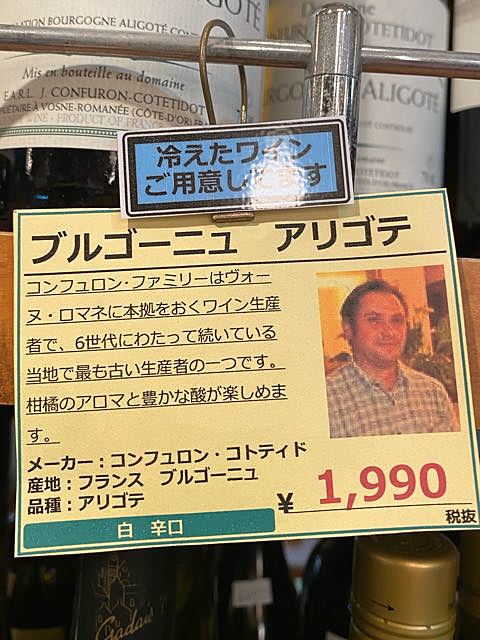 BOURGOGNE ALIGOTÉ
Mis en bouteille au domaine
E.A.R.L. J. CONFURON-COTETIDOT
À VOSNE-ROMANÉE (CÔTE-D'OR)
WINE - PRODUCT OF FRANCE
Domaine
COTETIDOT
ALIGOTÉ
冷えたワイン
ご用意してます
ブルゴーニュ アリゴテ
コンフュロン・ファミリーはヴォー
ヌ・ロマネに本拠をおくワイン生産
者で、6世代にわたって続いている
当地で最も古い生産者の一つです。
柑橘のアロマと豊かな酸が楽しめま
す。
メーカー：コンフュロン・コトティド
産地：フランス ブルゴーニュ
品種：アリゴテ
¥ 1,990
税抜
白 辛口